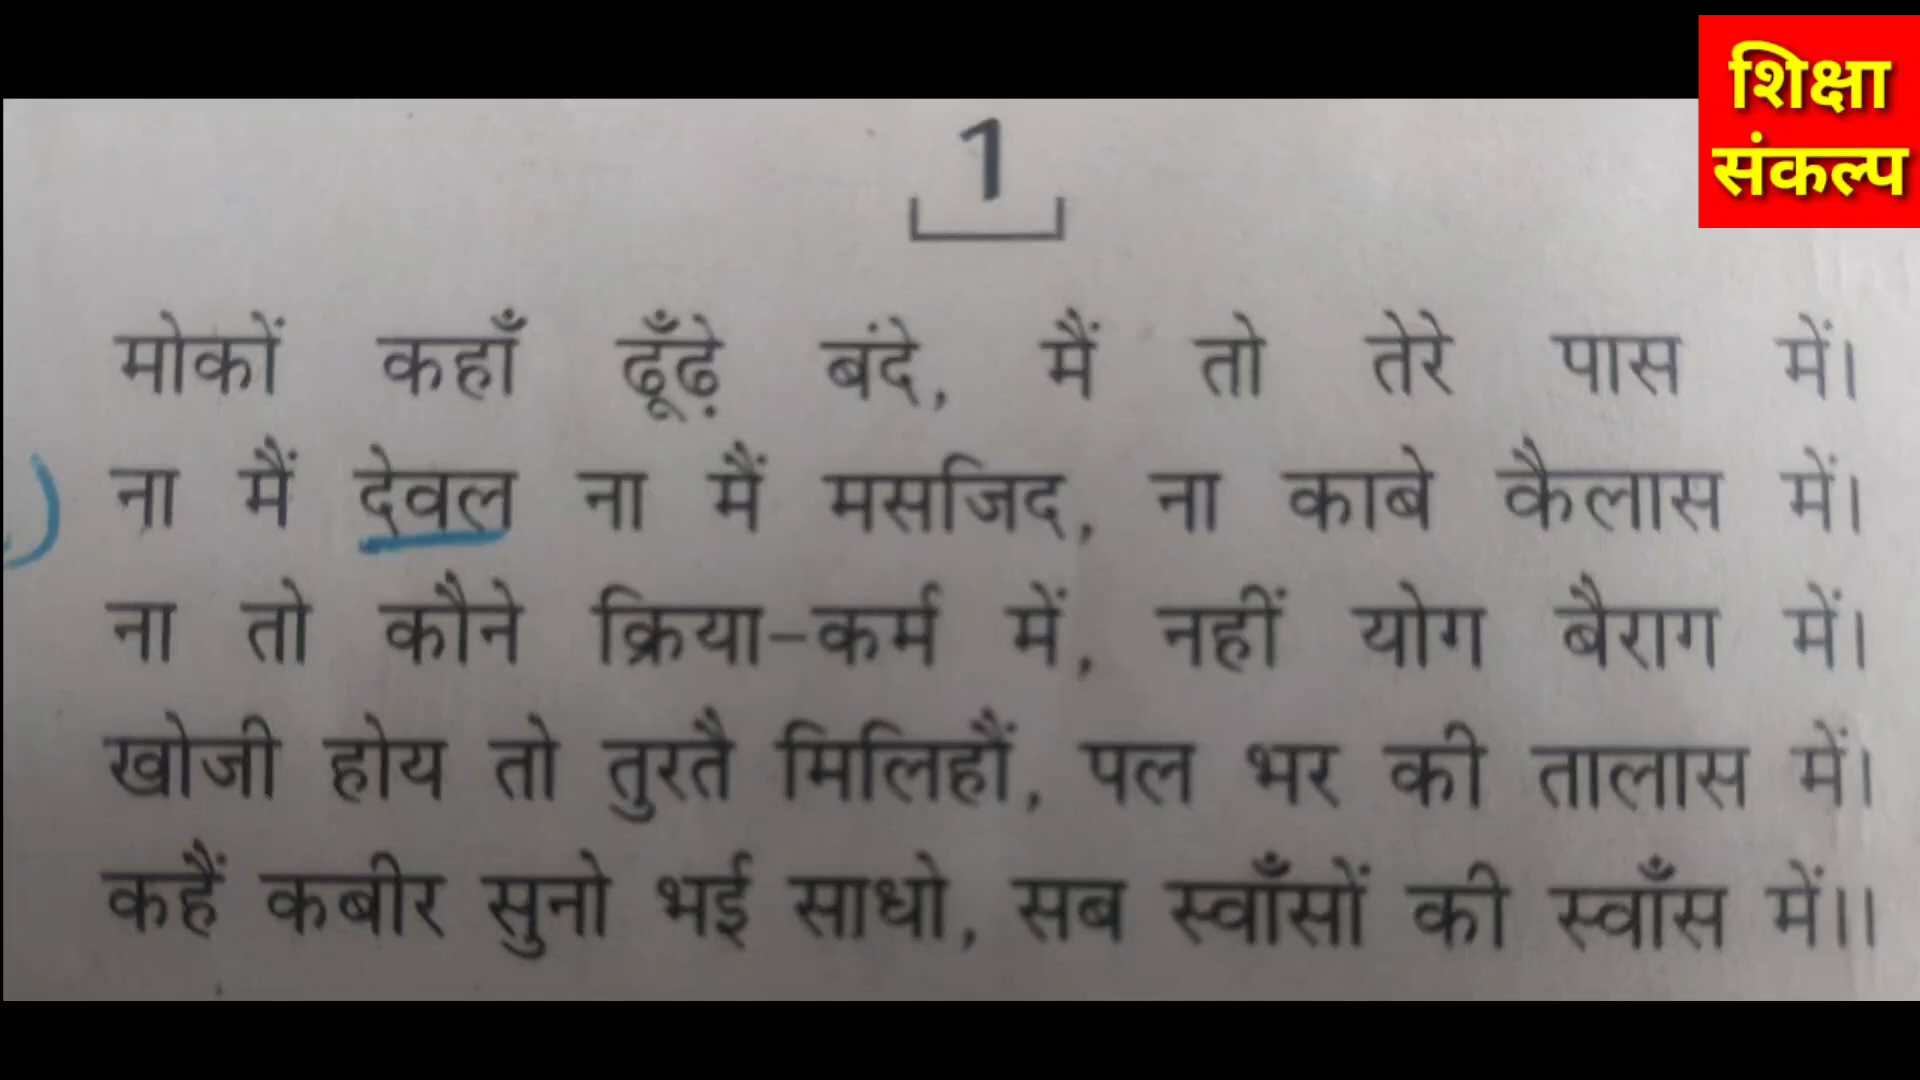 शिक्षा
संकल्प
1
मोकों कहाँ ढूँढ़े बंदे, मैं तो तेरे पास में।
ना मैं देवल ना मैं मसजिद, ना काबे कैलास में।
ना तो कौने क्रिया-कर्म में, नहीं योग बैराग में।
खोजी होय तो तुरतै मिलिहौं, पल भर की तालास में।
कहैं कबीर सुनो भई साधो, सब स्वाँसों की स्वाँस में।।